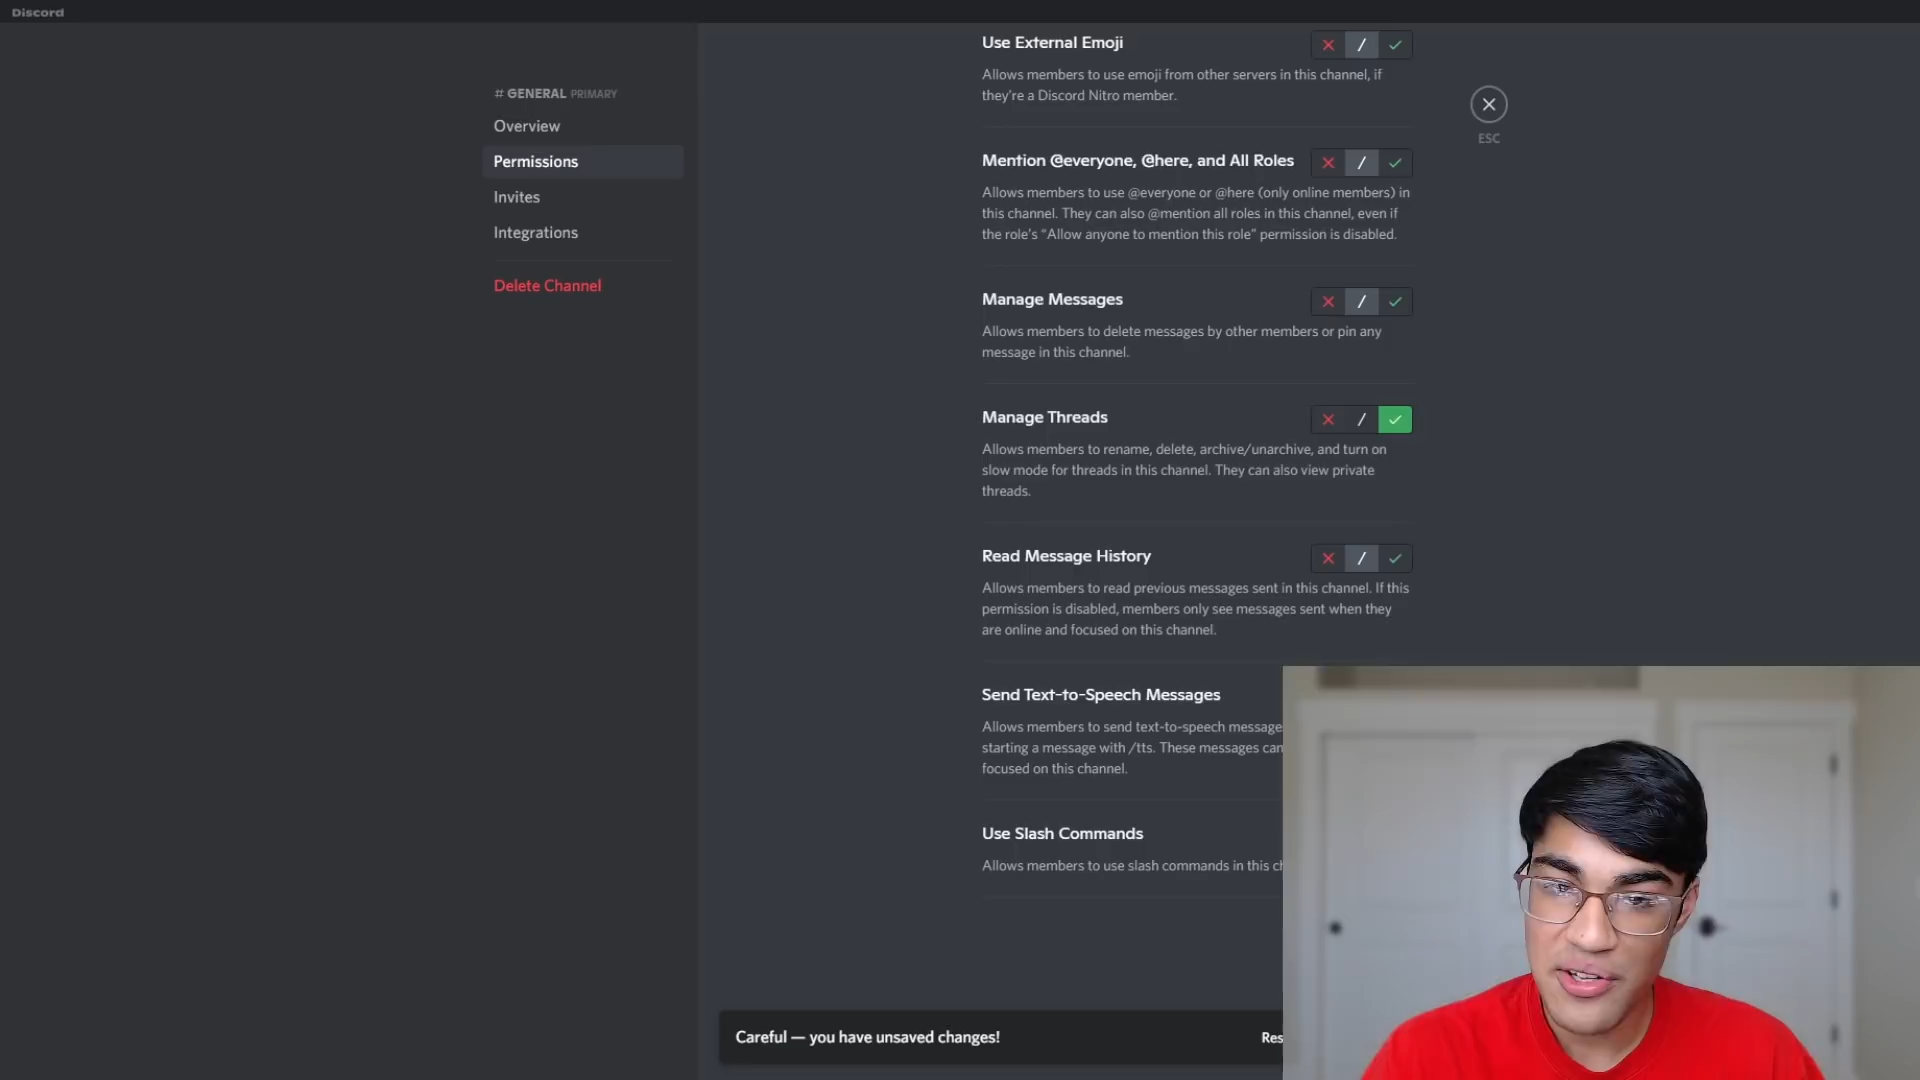 Discord
# GENERAL PRIMARY
Overview
Permissions
Invites
Integrations
Delete Channel
Use External Emoji
Allows members to use emoji from other servers in this channel, if
they're a Discord Nitro member.
ESC
Mention @everyone, @here, and All Roles
Allows members to use @everyone or @here (only online members) in
this channel. They can also @mention all roles in this channel, even if
the role's “Allow anyone to mention this role” permission is disabled.
Manage Messages
Allows members to delete messages by other members or pin any
message in this channel.
Manage Threads
Allows members to rename, delete, archive/unarchive, and turn on
slow mode for threads in this channel. They can also view private
threads.
Read Message History
Allows members to read previous messages sent in this channel. If this
permission is disabled, members only see messages sent when they
are online and focused on this channel.
Send Text-to-Speech Messages
Allows members to send text-to-speech message
starting a message with /tts. These messages can
focused on this channel.
Use Slash Commands
Allows members to use slash commands in this ch
Careful — you have unsaved changes!
Res